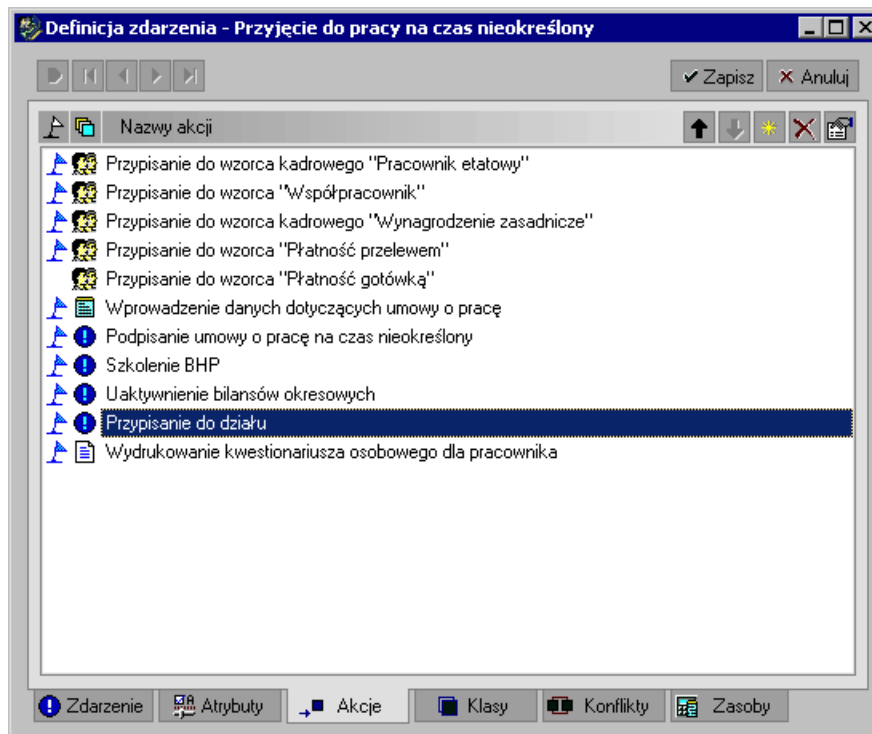 Definicja zdarzenia - Przyjęcie do pracy na czas nieokreślony
Zapisz Anuluj
Nazwy akcji
Przypisanie do wzorca kadrowego "Pracownik etatowy"
Przypisanie do wzorca "Współpracownik"
Przypisanie do wzorca kadrowego "Wynagrodzenie zasadnicze"
Przypisanie do wzorca "Płatność przelewem"
Przypisanie do wzorca "Płatność gotówką"
Wprowadzenie danych dotyczących umowy o pracę
Podpisanie umowy o pracę na czas nieokreślony
Szkolenie BHP
Uaktywnienie bilansów okresowych
Przypisanie do działu
Wydrukowanie kwestionariusza osobowego dla pracownika
Zdarzenie Atrybuty Akcje Klasy Konflikty Zasoby